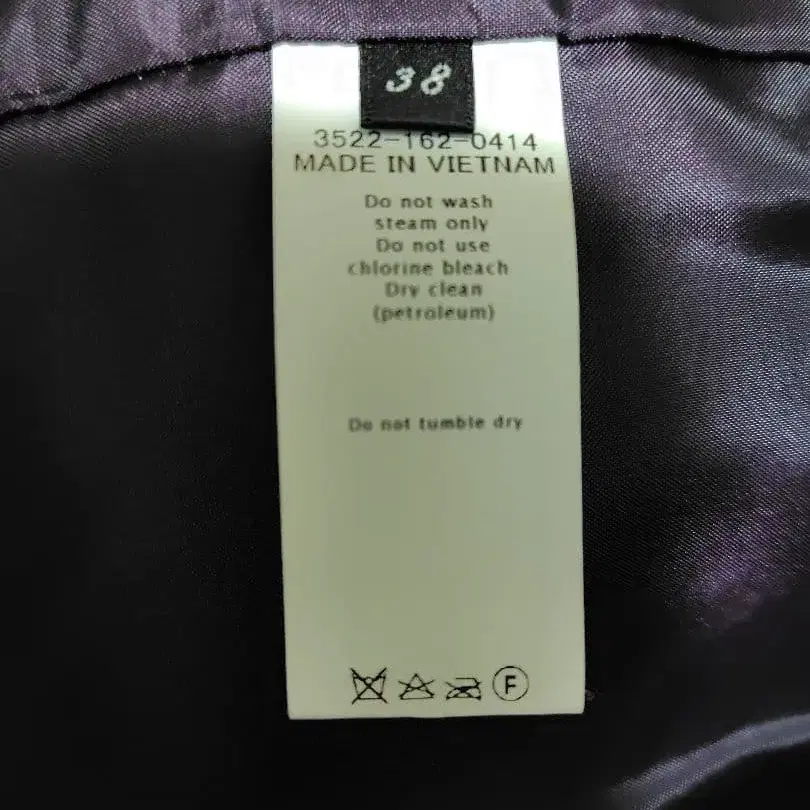 38
3522-162-0414
MADE IN VIETNAM
Do not wash
steam only
Do not use
chlorine bleach
Dry clean
(petroleum)
Do not tumble dry
F